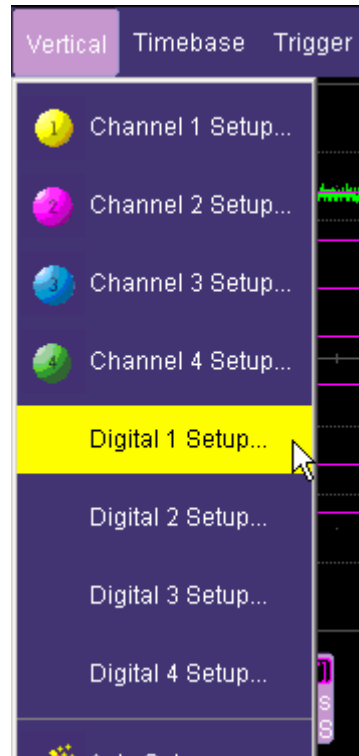 Vertical Timebase Trigger
1 Channel 1 Setup...
2 Channel 2 Setup...
3 Channel 3 Setup...
4 Channel 4 Setup...
Digital 1 Setup...
Digital 2 Setup...
Digital 3 Setup...
Digital 4 Setup...
s
S